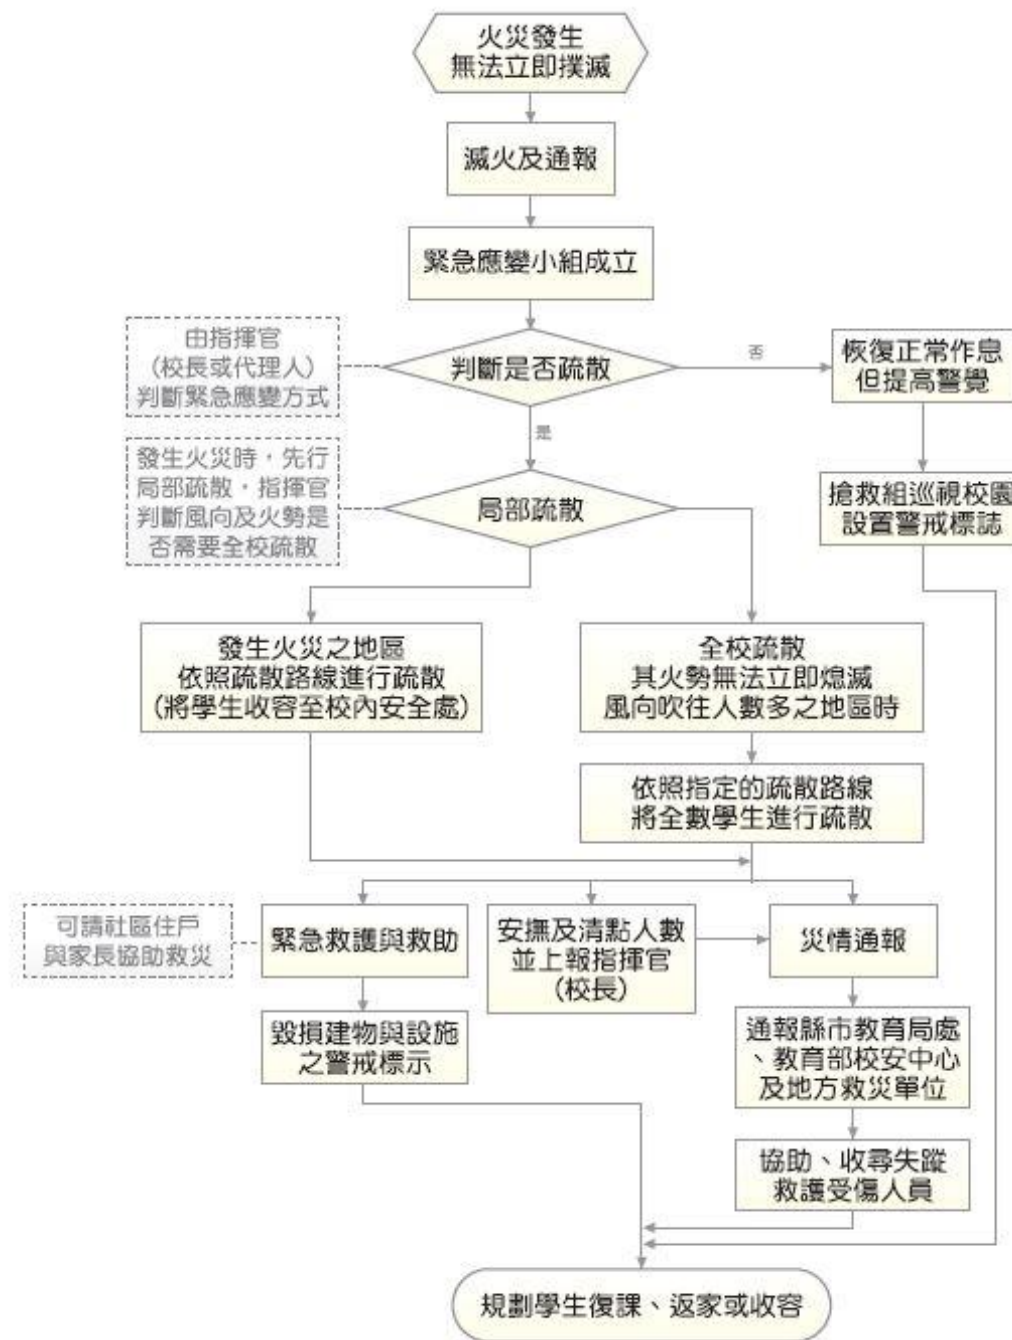 火災發生
無法立即撲滅
滅火及通報
緊急應變小組成立
由指揮官
(校長或代理人)
判斷緊急應變方式
判斷是否疏散
否
恢復正常作息
但提高警覺
是
發生火災時，先行
局部疏散，指揮官
判斷風向及火勢是
否需要全校疏散
局部疏散
搶救組巡視校園
設置警戒標誌
發生火災之地區
依照疏散路線進行疏散
(將學生收容至校內安全處)
全校疏散
其火勢無法立即熄滅
風向吹往人數多之地區時
依照指定的疏散路線
將全數學生進行疏散
可請社區住戶
與家長協助救災
緊急救護與救助
安撫及清點人數
並上報指揮官
(校長)
災情通報
毀損建物與設施
之警戒標示
通報縣市教育局處
、教育部校安中心
及地方救災單位
協助、收尋失蹤
救護受傷人員
規劃學生復課、返家或收容